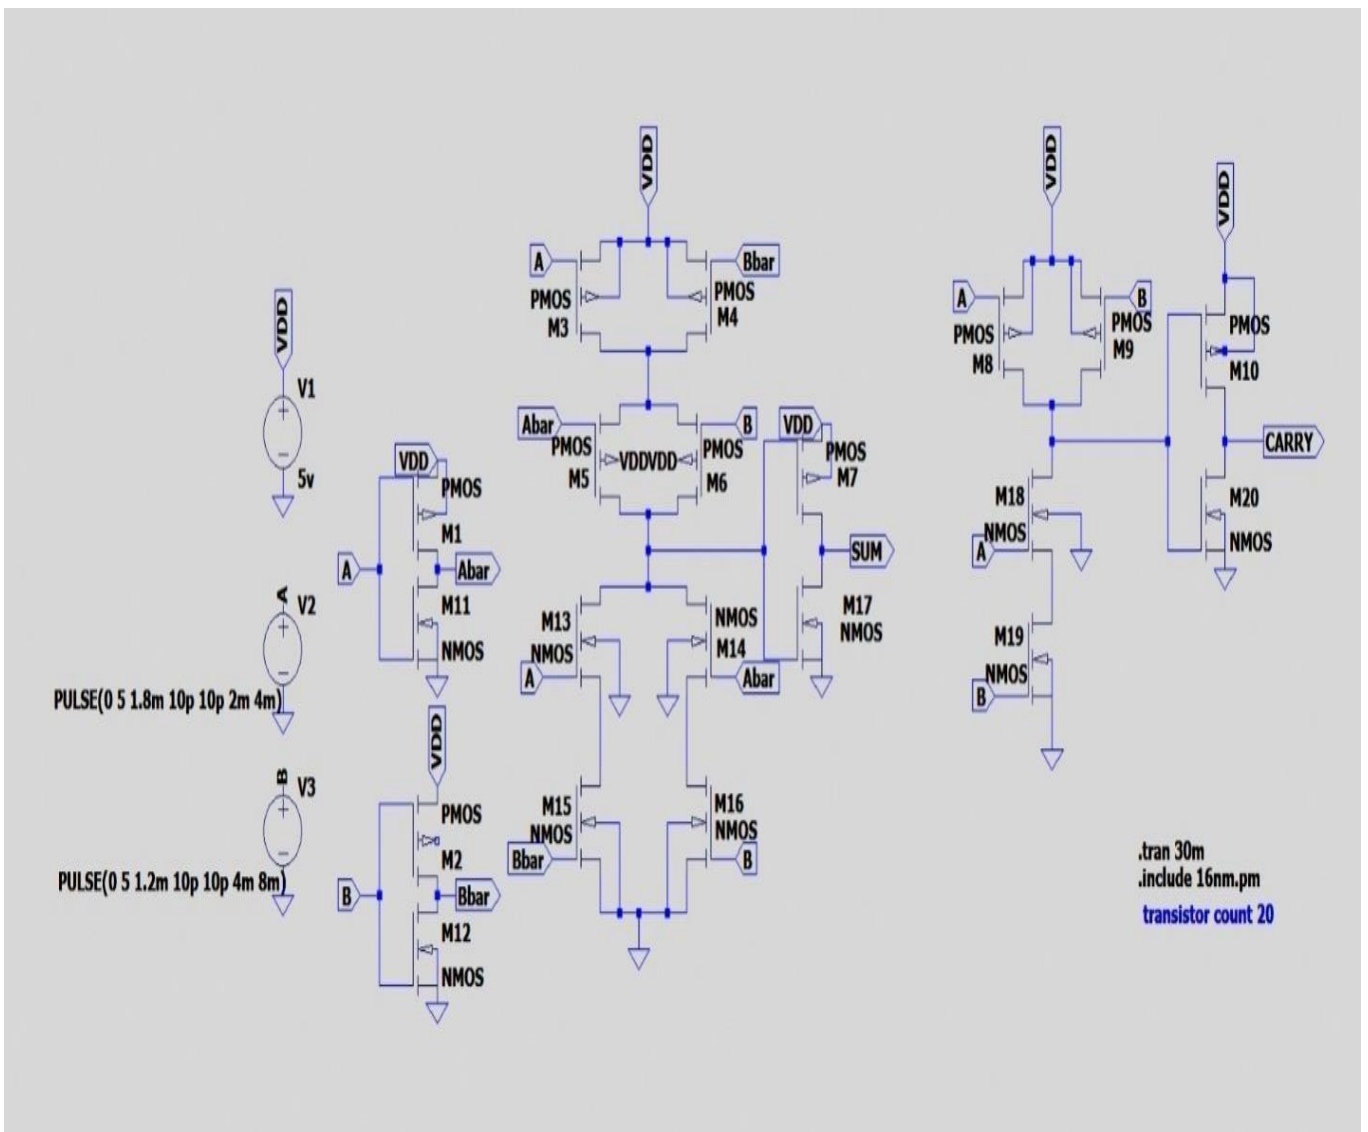 VDD
V1
5v
A
V2
PULSE(0 5 1.8m 10p 10p 2m 4m)
B
V3
PULSE(0 5 1.2m 10p 10p 4m 8m)
VDD
PMOS
M1
A
Abar
M11
NMOS
VDD
PMOS
M2
B
Bbar
M12
NMOS
VDD
A
Bbar
PMOS
PMOS
M3
M4
Abar
B
PMOS
PMOS
VDDVDD
M5
M6
VDD
PMOS
M7
SUM
M13
NMOS
NMOS
M14
M17
NMOS
A
Abar
M15
M16
NMOS
NMOS
Bbar
B
VDD
A
B
PMOS
PMOS
M8
M9
VDD
PMOS
M10
CARRY
M18
NMOS
M20
NMOS
A
M19
NMOS
B
.tran 30m
.include 16nm.pm
transistor count 20